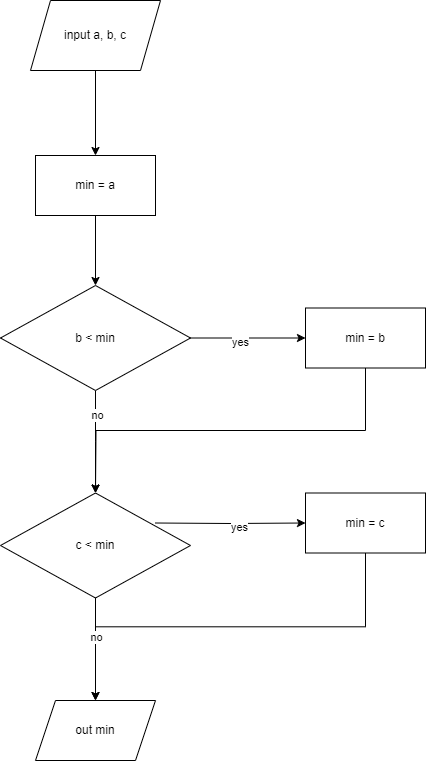 input a, b, c
min = a
b < min
yes
min = b
no
c < min
yes
min = c
no
out min